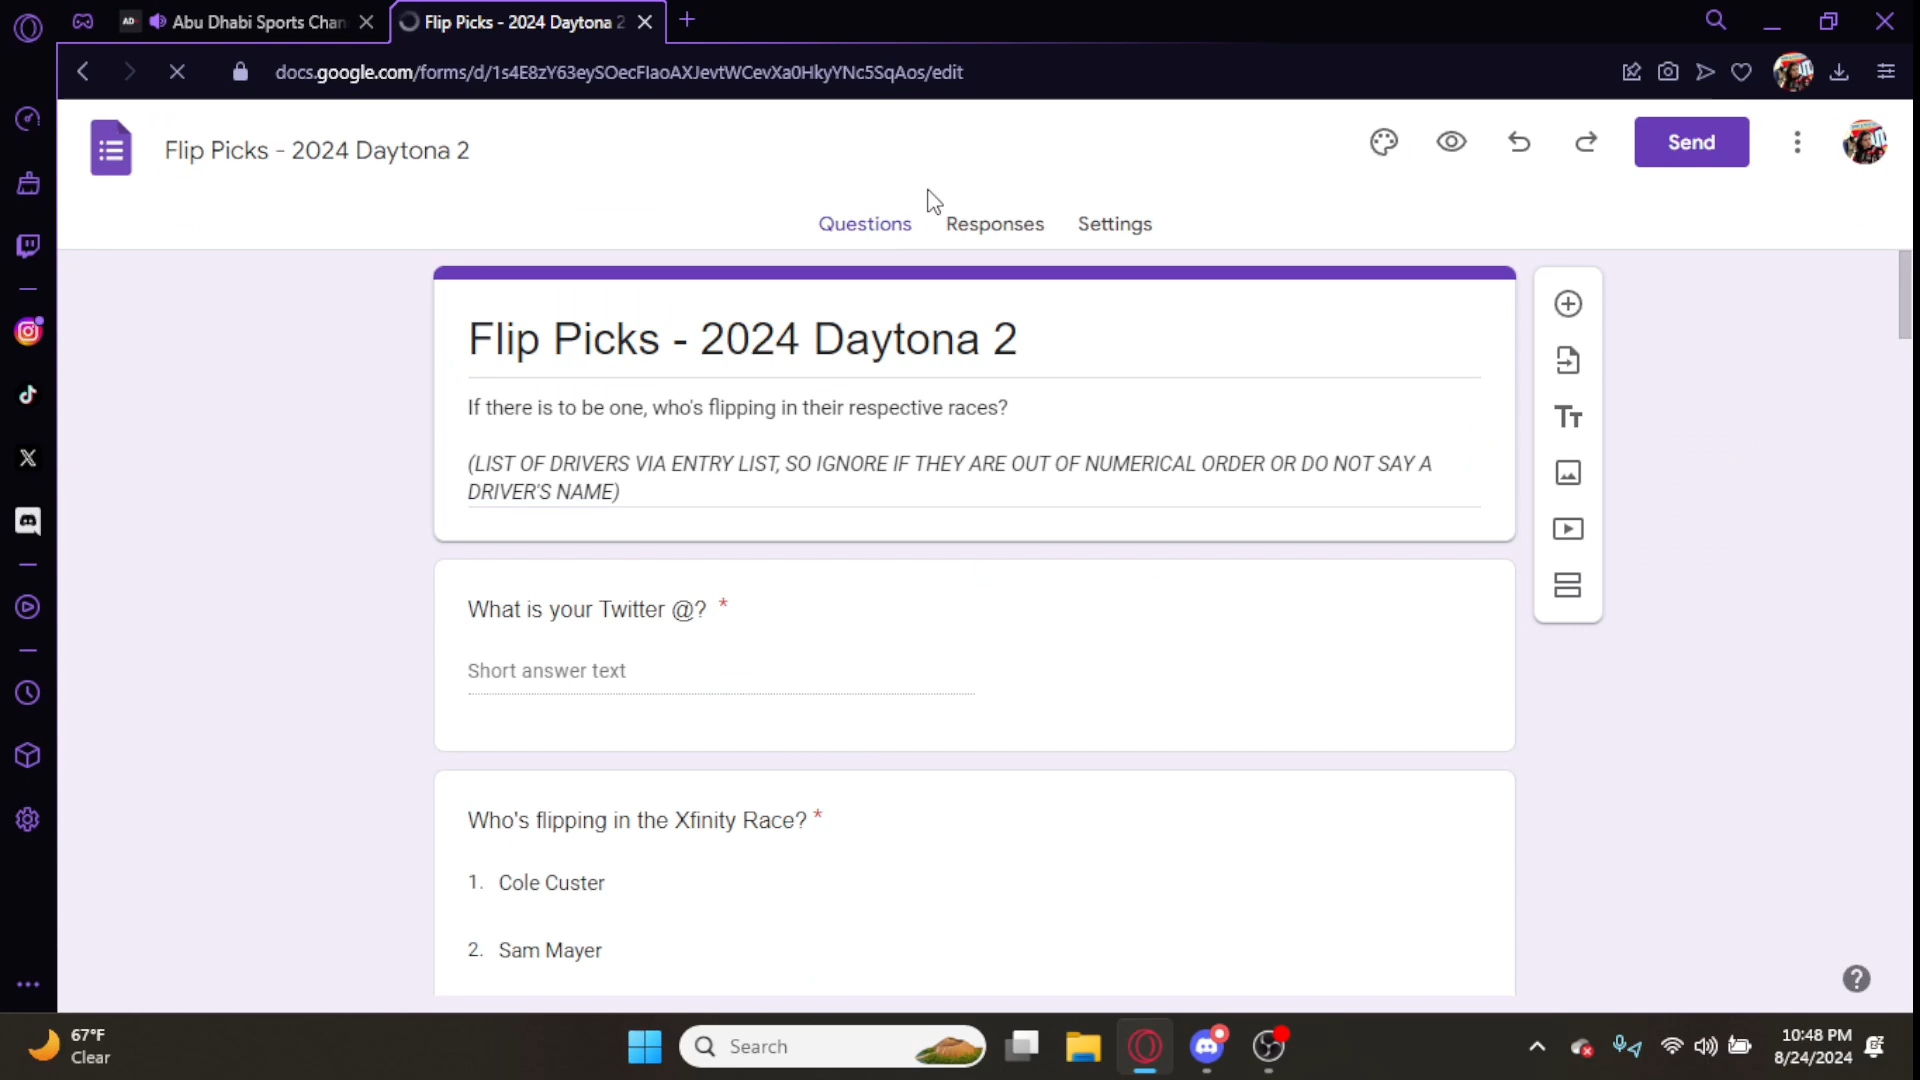 Abu Dhabi Sports Chan
Flip Picks - 2024 Daytona 2
docs.google.com/forms/d/1s4E8zY63eySOecFIaoAXJevtWCevXa0HkyYNc5SqAos/edit
Flip Picks - 2024 Daytona 2
Send
Questions
Responses
Settings
Flip Picks - 2024 Daytona 2
If there is to be one, who's flipping in their respective races?
(LIST OF DRIVERS VIA ENTRY LIST, SO IGNORE IF THEY ARE OUT OF NUMERICAL ORDER OR DO NOT SAY A
DRIVER'S NAME)
What is your Twitter @? *
Short answer text
Who's flipping in the Xfinity Race? *
1. Cole Custer
2. Sam Mayer
67°F
Clear
Search
10:48 PM
8/24/2024